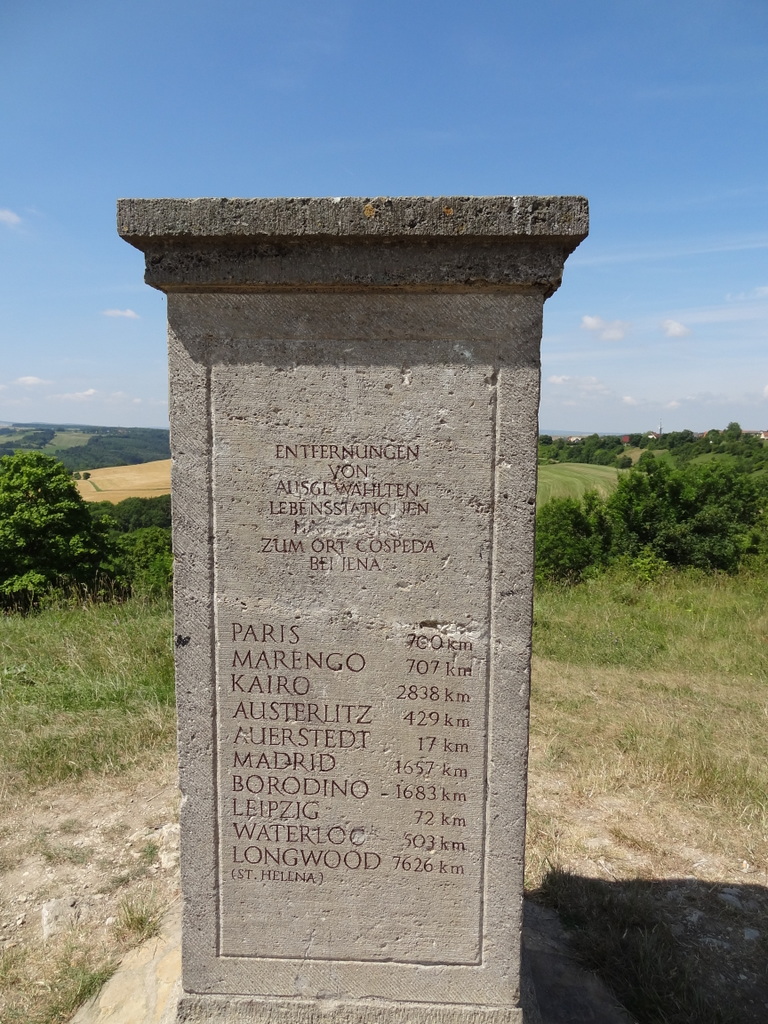 ENTFERNUNGEN
VON
AUSGEWÄHLTEN
LEBENSSTATIONEN
ZUM ORT COSPEDA
BEI JENA
PARIS 700 km
MARENGO 707 km
KAIRO 2838 km
AUSTERLITZ 429 km
AUERSTEDT 17 km
MADRID 1657 km
BORODINO - 1683 km
LEIPZIG 72 km
WATERLOO 503 km
LONGWOOD 7626 km
(ST. HELENA)